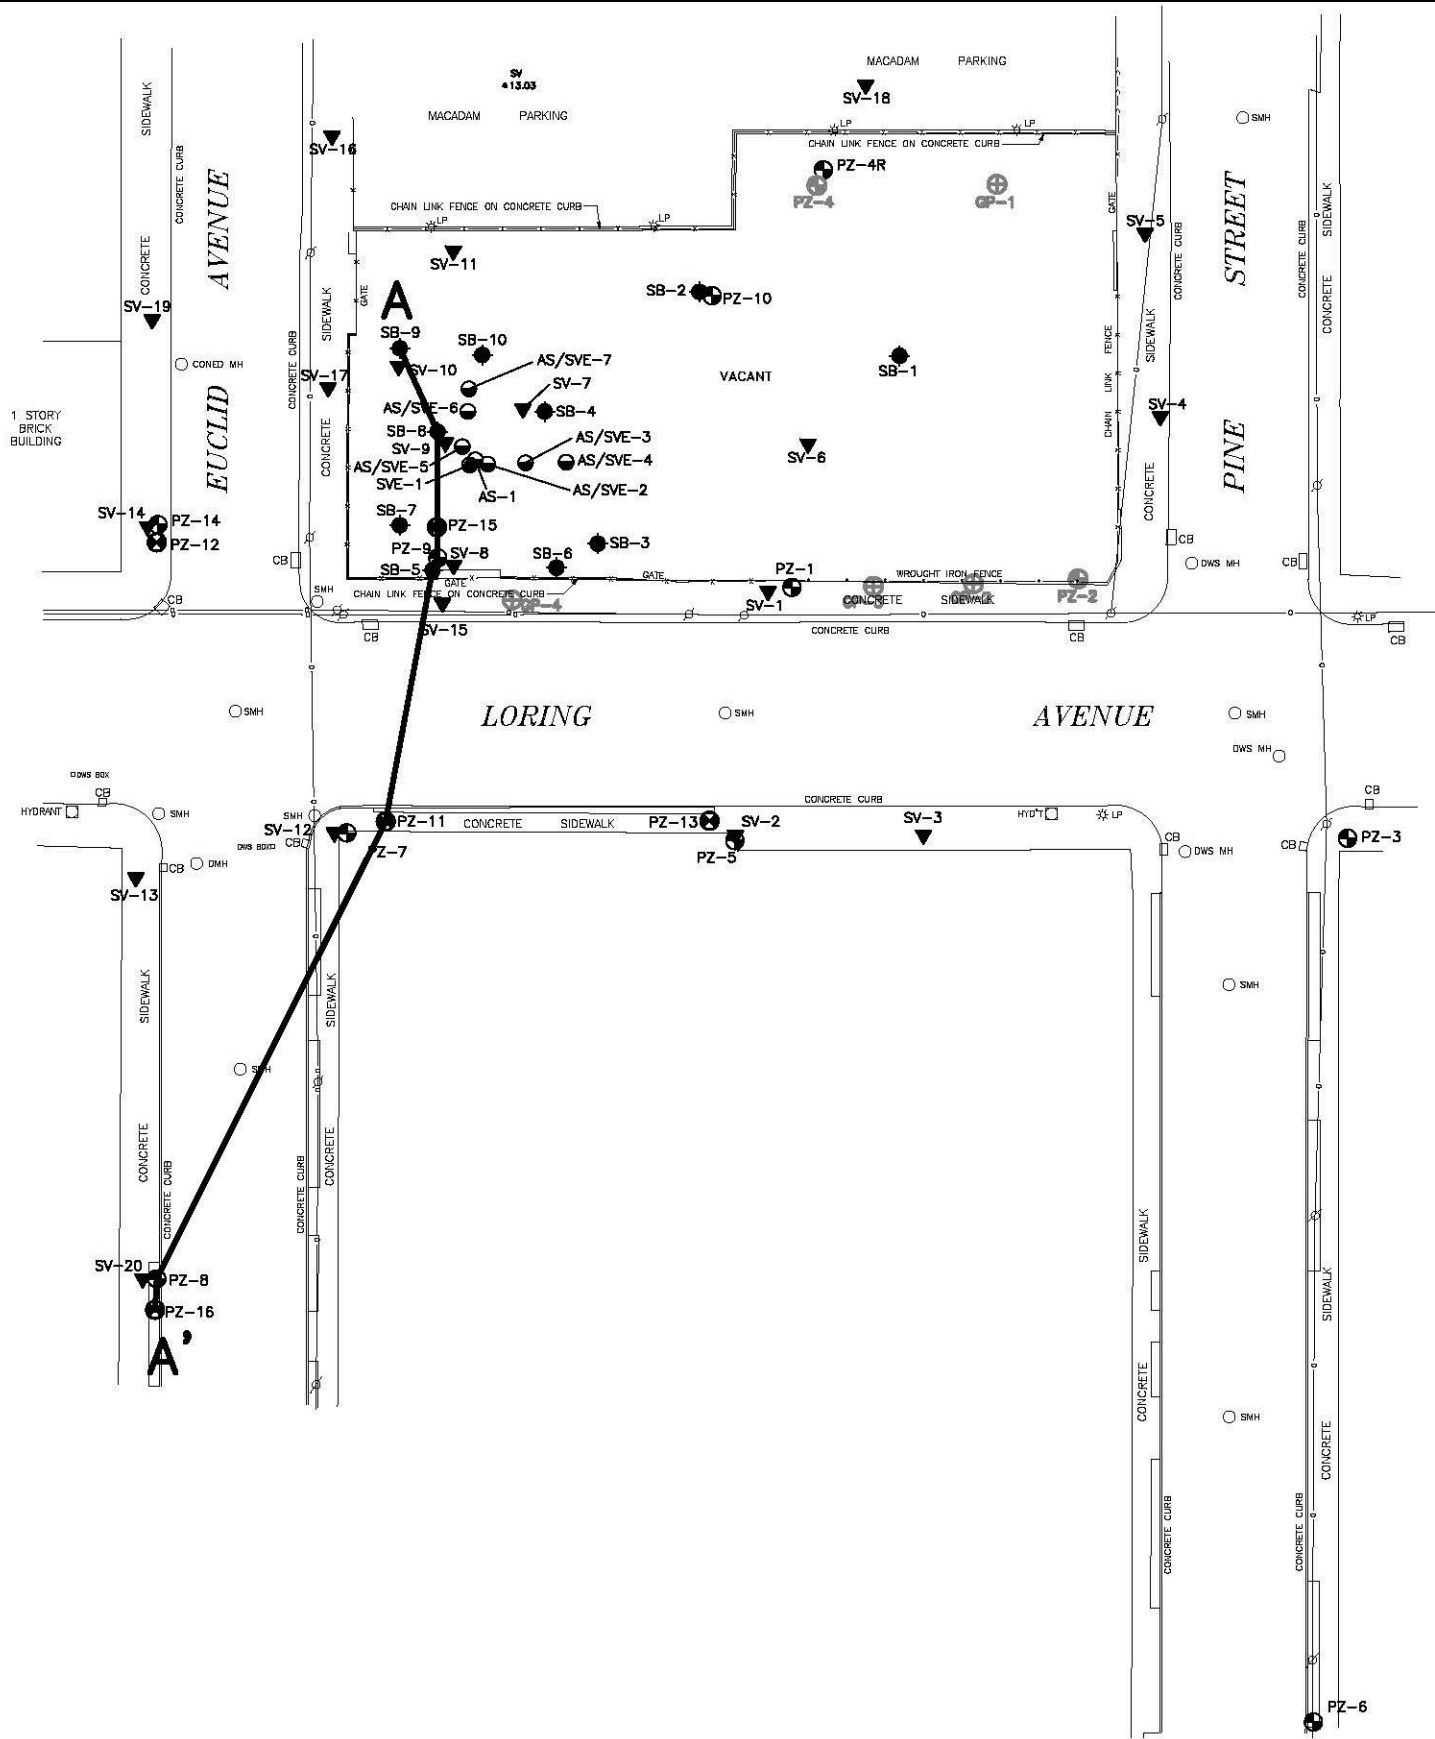 MACADAM PARKING
SV
13.03
MACADAM PARKING
SV-18
LP
LP
CHAIN LINK FENCE ON CONCRETE CURB
SMH
SIDEWALK
CONCRETE CURB
SV-16
PZ-4R
PZ-4
GP-1
AVENUE
STREET
SIDEWALK
CHAIN LINK FENCE ON CONCRETE CURB
LP
LP
GATE
SV-5
CONCRETE
SV-11
CONCRETE CURB
CONCRETE CURB
CONCRETE
SV-19
GATE
SIDEWALK
A
SB-2
PZ-10
SB-9
SB-10
SIDEWALK
CONED MH
CONCRETE CURB
SV-10
AS/SVE-7
FENCE
SV-17
SV-7
VACANT
SB-1
LINK
1 STORY
BRICK
BUILDING
EUCLID
AS/SVE-6
SB-4
SV-4
CHAIN
PINE
SB-8
SV-9
AS/SVE-3
SV-6
CONCRETE
AS/SVE-5
AS/SVE-4
SVE-1
AS-1
AS/SVE-2
CONCRETE
SV-14
PZ-14
PZ-12
SB-7
PZ-15
SB-3
CB
PZ-9
SV-8
SB-6
CB
CB
DWS MH
SB-5
GATE
GATE
PZ-1
WROUGHT IRON FENCE
SMH
CHAIN LINK FENCE ON CONCRETE CURB
SV-1
PZ-2
CB
GP-4
CONCRETE SIDEWALK
SV-15
CB
CONCRETE CURB
CB
LP
CB
SMH
LORING
SMH
AVENUE
SMH
DWS MH
DWS BOX
CB
CB
HYDRANT
SMH
SMH
CONCRETE CURB
HYD'T
LP
SV-12
PZ-11
CONCRETE SIDEWALK
PZ-13
SV-2
SV-3
CB
PZ-3
DWS BOX
CB
PZ-7
PZ-5
DWS MH
CB
CB
DMH
SV-13
SIDEWALK
SIDEWALK
SMH
SMH
CONCRETE
CONCRETE CURB
CONCRETE CURB
CONCRETE
SIDEWALK
SV-20
PZ-8
SIDEWALK
PZ-16
A'
CONCRETE
SMH
CONCRETE
CONCRETE CURB
CONCRETE CURB
PZ-6